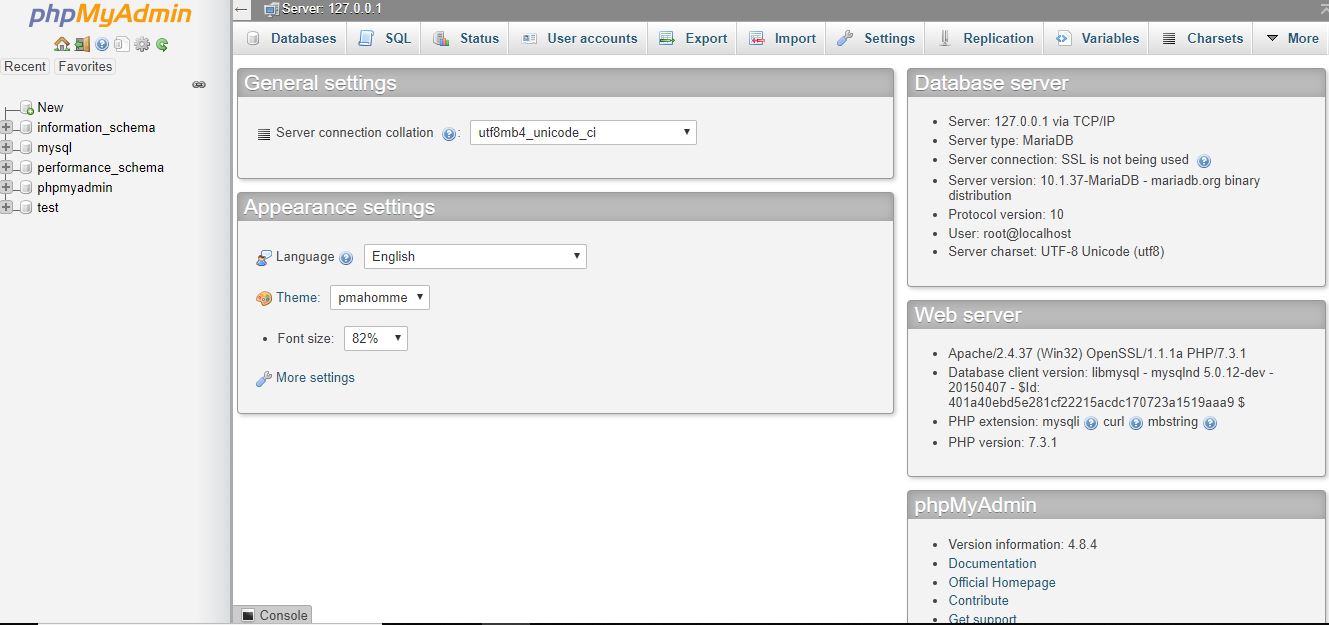 phpMyAdmin
Recent Favorites
New
information_schema
mysql
performance_schema
phpmyadmin
test
Server: 127.0.0.1
Databases SQL Status User accounts Export Import Settings Replication Variables Charsets More
General settings
Server connection collation : utf8mb4_unicode_ci
Appearance settings
Language English
Theme: pmahomme
Font size: 82%
More settings
Database server
Server: 127.0.0.1 via TCP/IP
Server type: MariaDB
Server connection: SSL is not being used
Server version: 10.1.37-MariaDB - mariadb.org binary
distribution
Protocol version: 10
User: root@localhost
Server charset: UTF-8 Unicode (utf8)
Web server
Apache/2.4.37 (Win32) OpenSSL/1.1.1a PHP/7.3.1
Database client version: libmysql - mysqlnd 5.0.12-dev -
20150407 - $Id:
401a40ebd5e281cf22215acdc170723a1519aaa9 $
PHP extension: mysqli curl mbstring
PHP version: 7.3.1
phpMyAdmin
Version information: 4.8.4
Documentation
Official Homepage
Contribute
Get support
Console